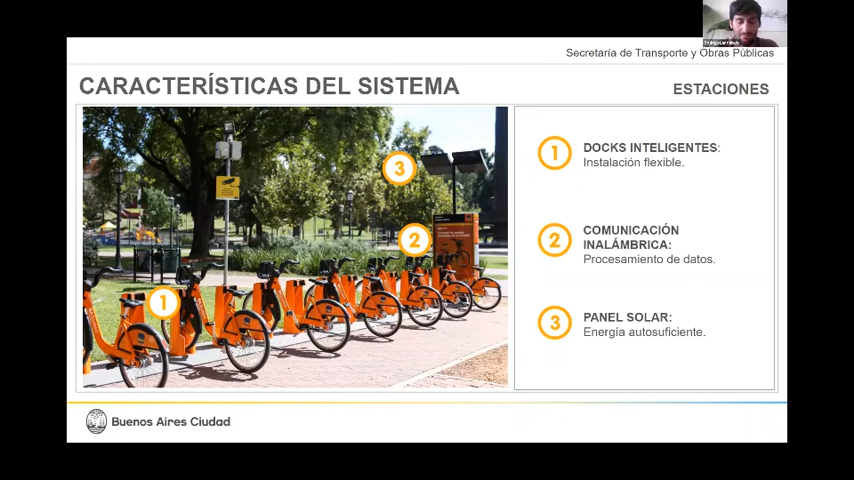 Secretaría de Transporte y Obras Públicas
CARACTERÍSTICAS DEL SISTEMA
ESTACIONES
3
2
1
1
DOCKS INTELIGENTES:
Instalación flexible.
2
COMUNICACIÓN
INALÁMBRICA:
Procesamiento de datos.
3
PANEL SOLAR:
Energía autosuficiente.
Buenos Aires Ciudad